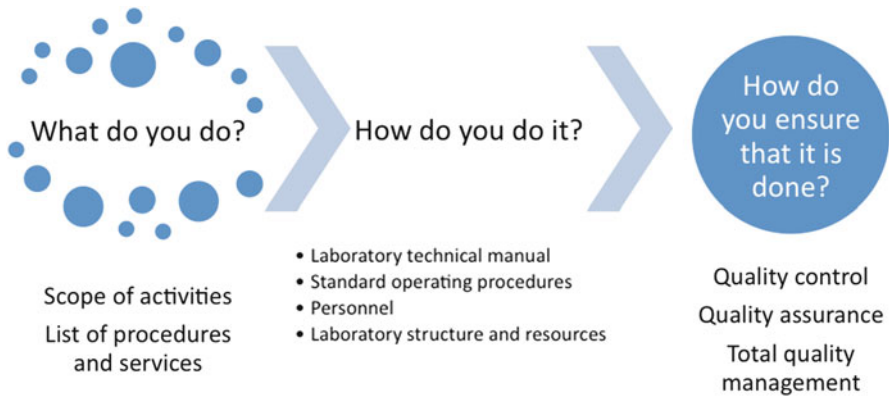 What do you do?
Scope of activities
List of procedures
and services
How do you do it?
• Laboratory technical manual
• Standard operating procedures
• Personnel
• Laboratory structure and resources
How do
you ensure
that it is
done?
Quality control
Quality assurance
Total quality
management